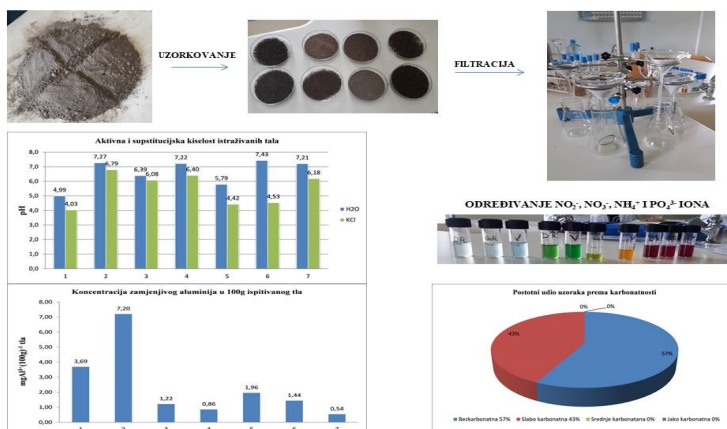 UZORKOVANJE
FILTRACIJA
Aktivna i supstitucijska kiselost istraživanih tala
8,0
7,0
6,0
5,0
4,0
3,0
2,0
1,0
0,0
pH
4,99 4,03
7,27 6,79
6,39 6,08
7,22 6,40
5,79 4,42
7,43 4,53
7,21 6,18
1 2 3 4 5 6 7
H2O
KCl
ODREĐIVANJE NO₂⁻, NO₃⁻, NH₄⁺ I PO₄³⁻ IONA
Koncentracija zamjenjivog aluminija u 100g ispitivanog tla
8,00
7,00
6,00
5,00
4,00
3,00
2,00
1,00
0,00
mgAl³⁺(100g)⁻¹ tla
3,69 7,20 1,22 0,86 1,96 1,44 0,54
Postotni udio uzoraka prema karbonatnosti
0% 0%
43%
57%
Bezkarbonatna 57% Slabo karbonatna 43% Srednje karbonatana 0% Jako karbonatna 0%